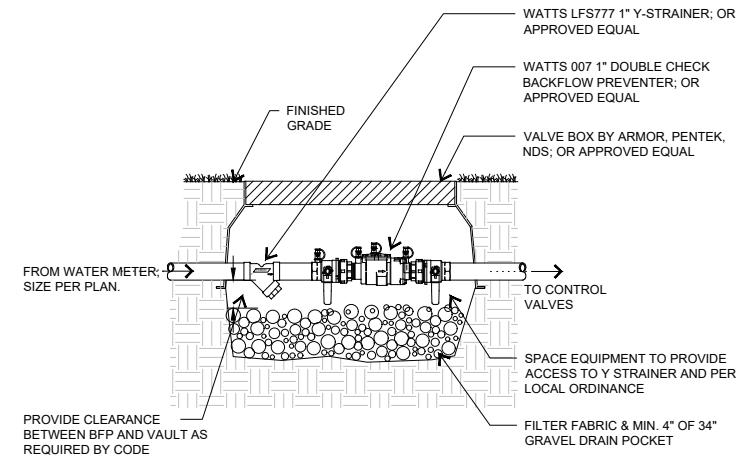 WATTS LFS777 1" Y-STRAINER; OR
APPROVED EQUAL
WATTS 007 1" DOUBLE CHECK
BACKFLOW PREVENTER; OR
APPROVED EQUAL
FINISHED
GRADE
VALVE BOX BY ARMOR, PENTEK,
NDS; OR APPROVED EQUAL
FROM WATER METER;
SIZE PER PLAN.
TO CONTROL
VALVES
SPACE EQUIPMENT TO PROVIDE
ACCESS TO Y STRAINER AND PER
LOCAL ORDINANCE
PROVIDE CLEARANCE
BETWEEN BFP AND VAULT AS
REQUIRED BY CODE
FILTER FABRIC & MIN. 4" OF 34"
GRAVEL DRAIN POCKET